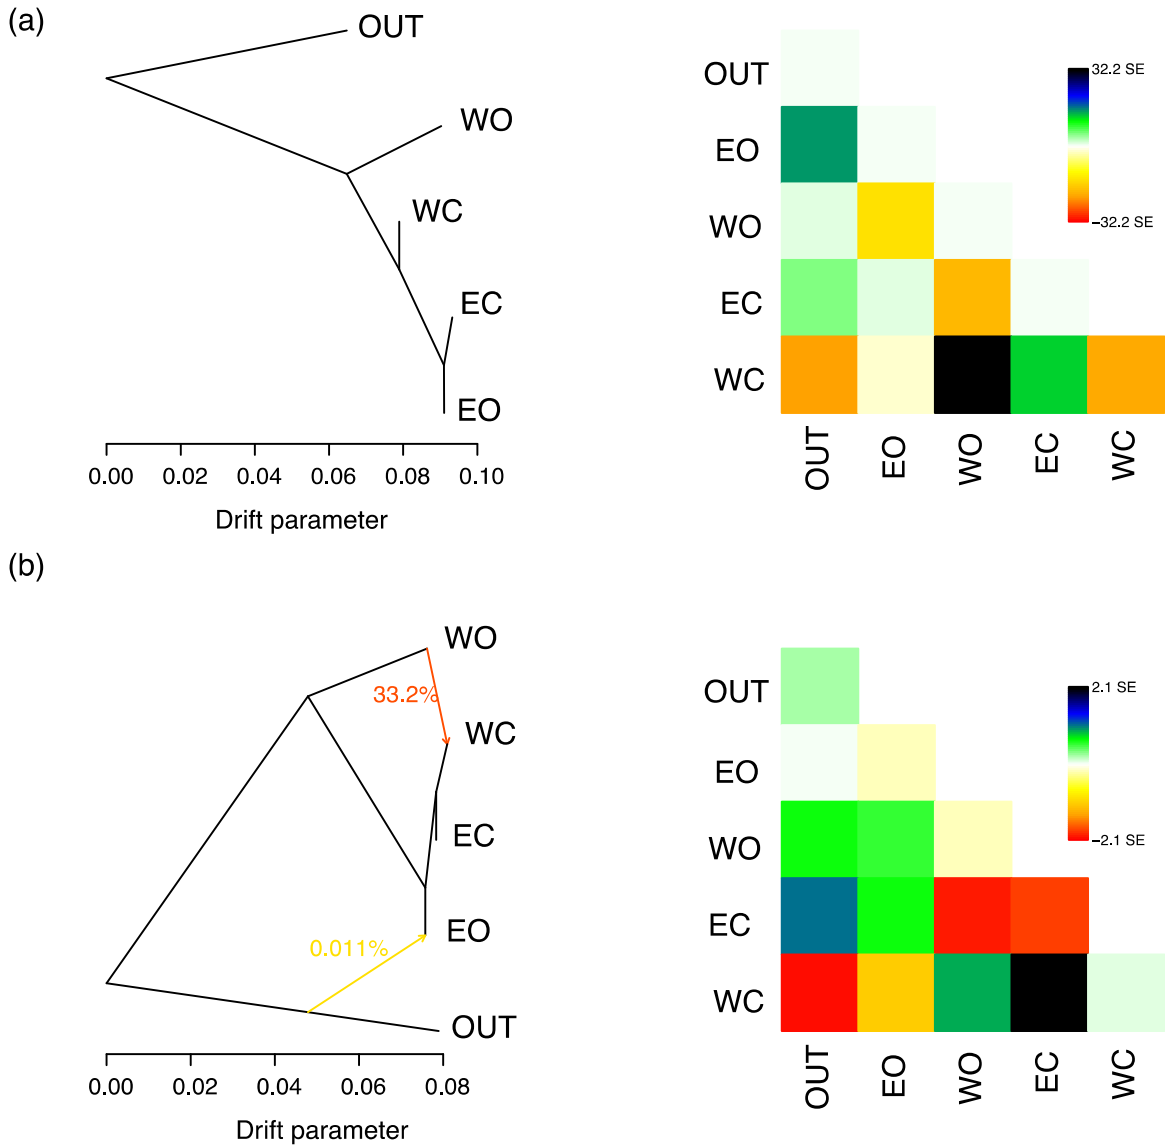 (a)
OUT
WO
WC
EC
EO
0.00 0.02 0.04 0.06 0.08 0.10
Drift parameter
OUT
EO
WO
EC
WC
OUT EO WO EC WC
32.2 SE
−32.2 SE
(b)
WO
33.2%
WC
EC
EO
0.011%
OUT
0.00 0.02 0.04 0.06 0.08
Drift parameter
OUT
EO
WO
EC
WC
OUT EO WO EC WC
2.1 SE
−2.1 SE